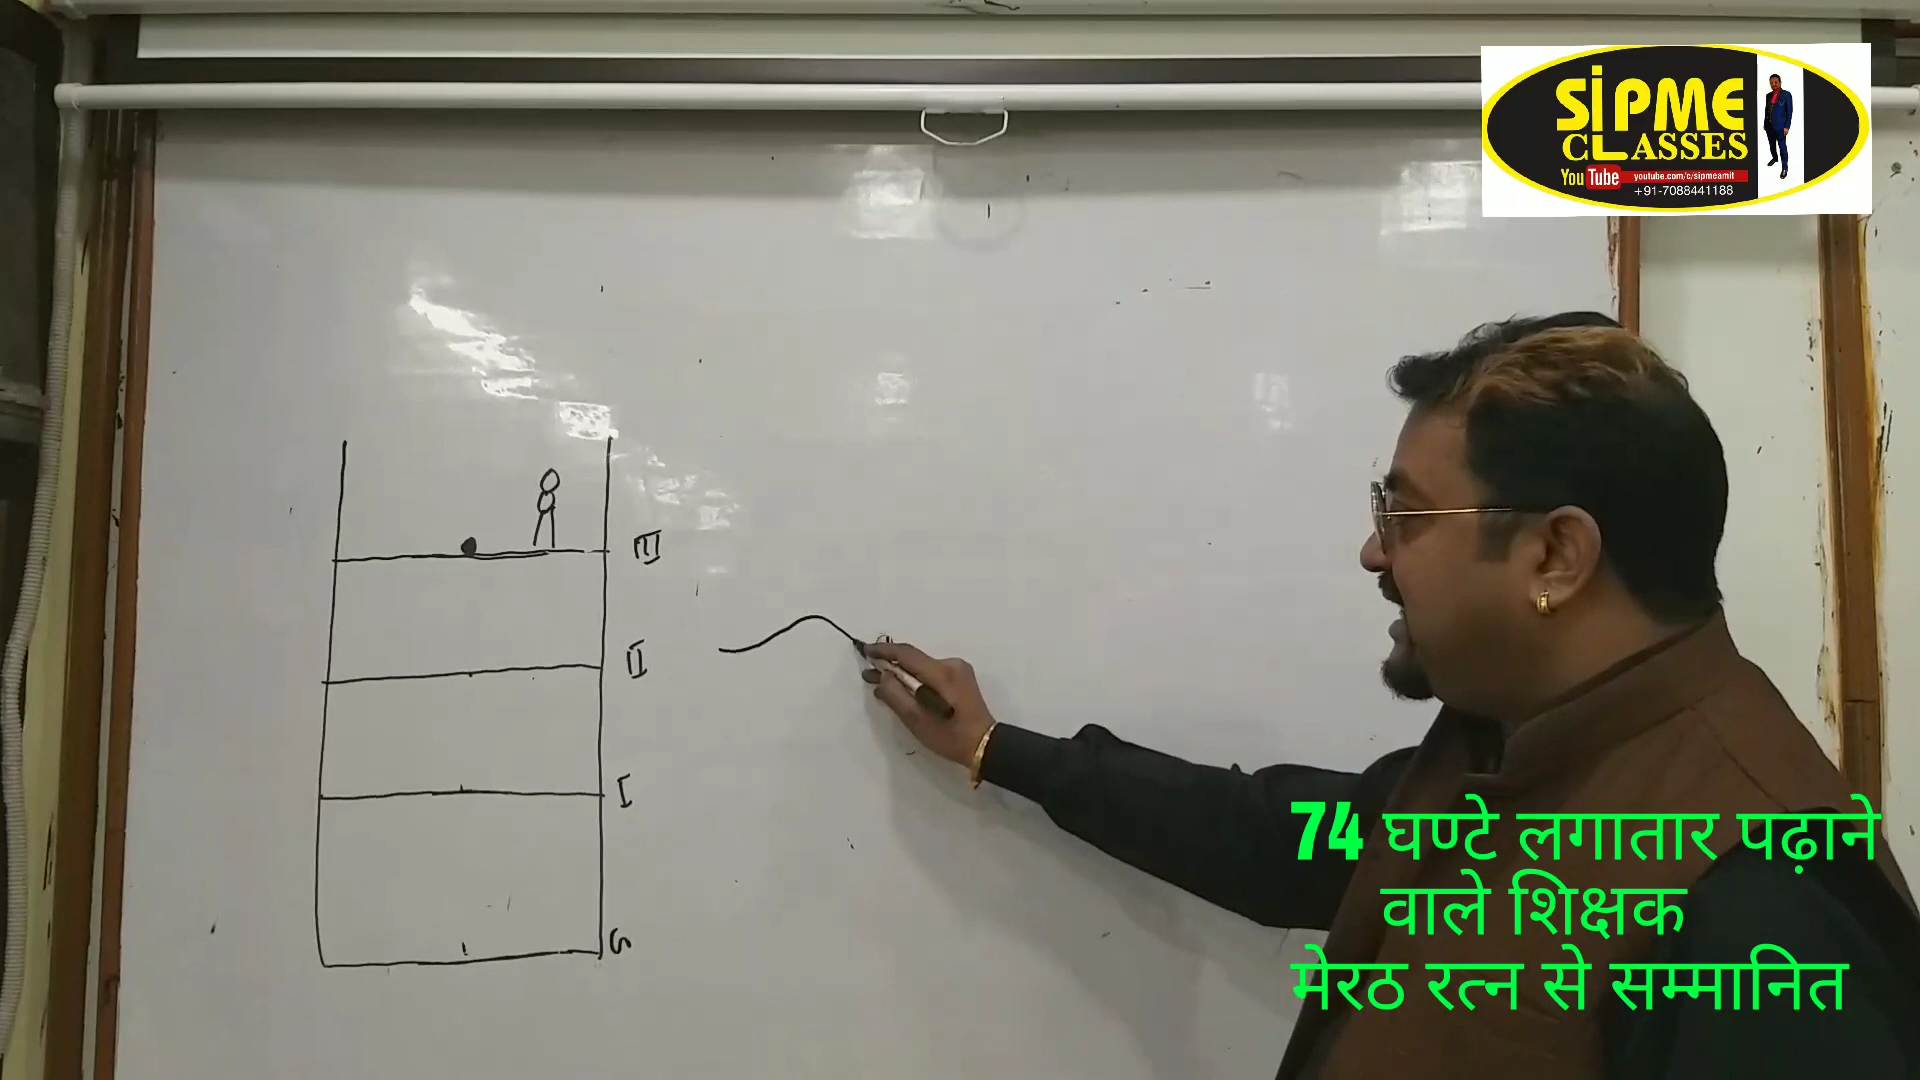 SiPME
CLASSES
YouTube youtube.com/c/sipmeamit
+91-7088441188
III
II
I
G
74 घण्टे लगातार पढ़ाने
वाले शिक्षक
मेरठ रत्न से सम्मानित